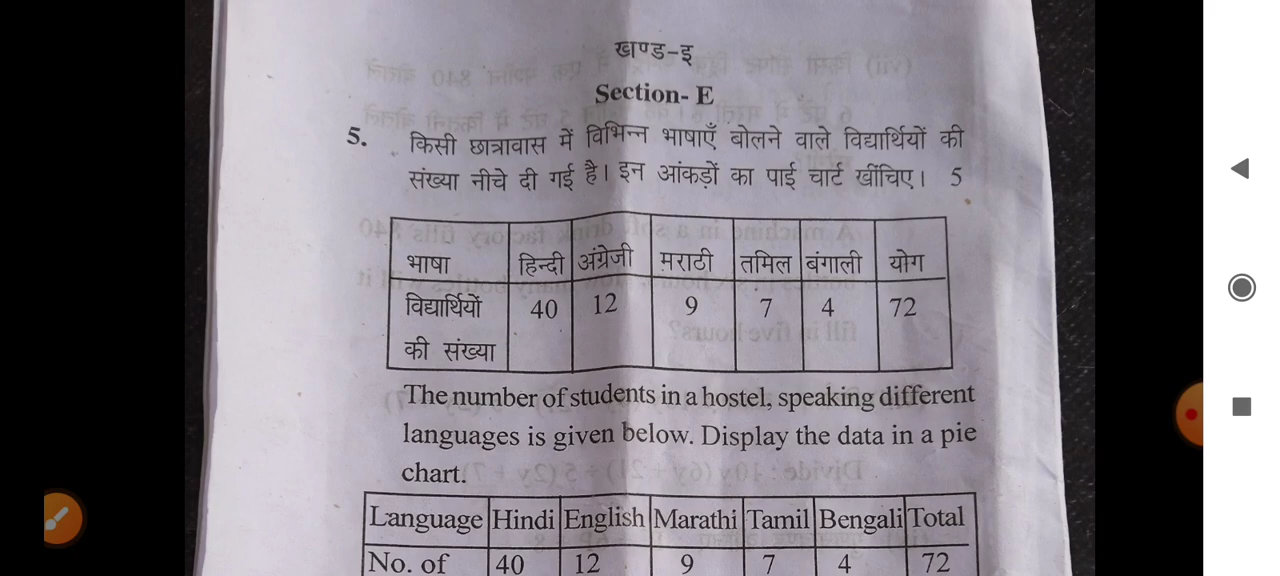 खण्ड-इ
Section- E
5. किसी छात्रावास में विभिन्न भाषाएँ बोलने वाले विद्यार्थियों की
संख्या नीचे दी गई है। इन आंकड़ों का पाई चार्ट खींचिए। 5
भाषा हिन्दी अंग्रेजी मराठी तमिल बंगाली योग
विद्यार्थियों 40 12 9 7 4 72
की संख्या
The number of students in a hostel, speaking different
languages is given below. Display the data in a pie
chart.
Language Hindi English Marathi Tamil Bengali Total
No. of 40 12 9 7 4 72